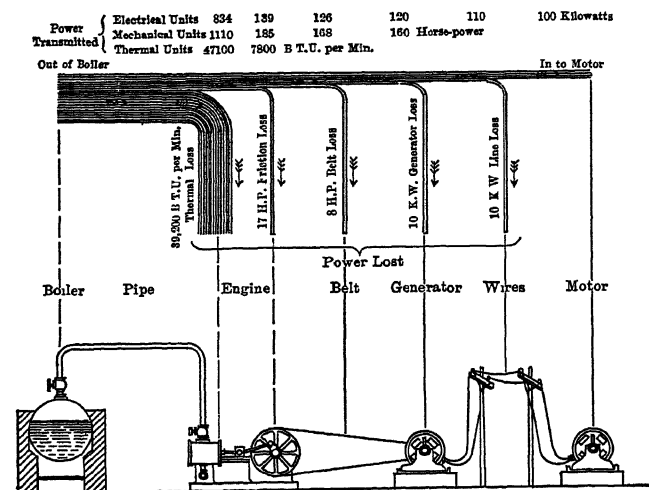 Power Transmitted
Electrical Units 834 139 126 120 110 100 Kilowatts
Mechanical Units 1110 185 168 160 Horse-power
Thermal Units 47100 7800 B T.U. per Min.
Out of Boiler
In to Motor
39,200 B T.U. per Min.
Thermal Loss
17 H.P. Friction Loss
8 H.P. Belt Loss
10 K.W. Generator Loss
10 K W Line Loss
Power Lost
Boiler Pipe Engine Belt Generator Wires Motor